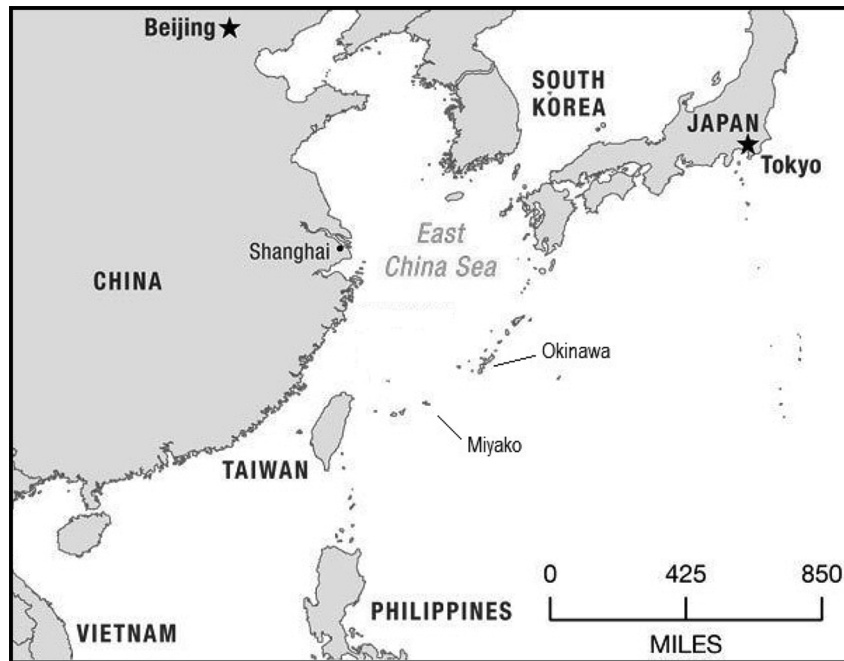 Beijing
SOUTH
KOREA
JAPAN
Tokyo
East
China Sea
Shanghai
CHINA
Okinawa
Miyako
TAIWAN
PHILIPPINES
VIETNAM
0 425 850
MILES